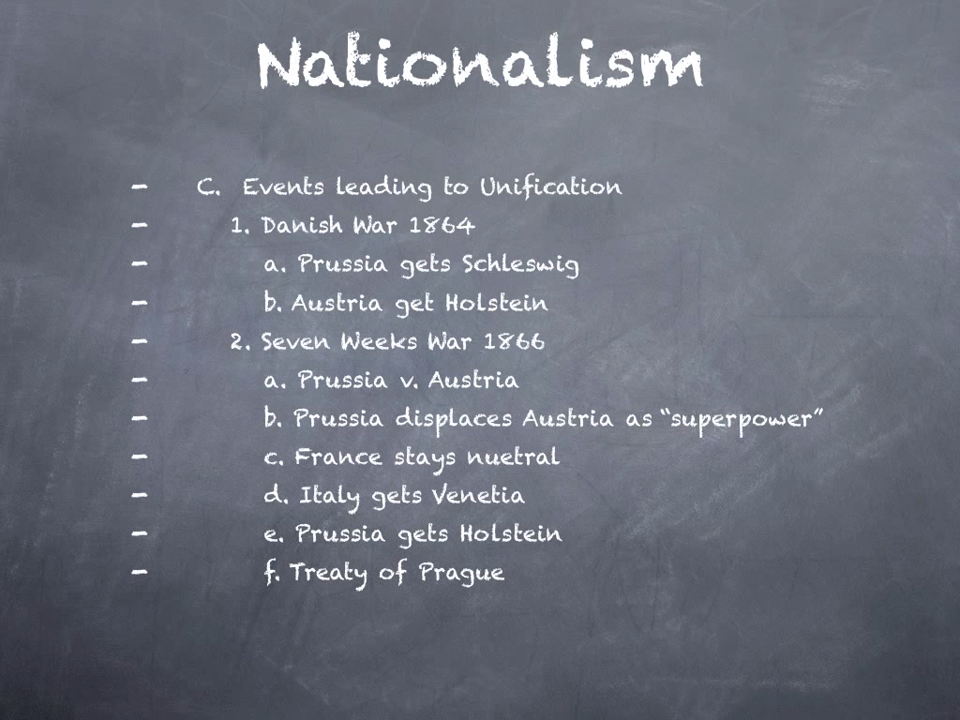 Nationalism
- C. Events leading to Unification
- 1. Danish War 1864
- a. Prussia gets Schleswig
- b. Austria get Holstein
- 2. Seven Weeks War 1866
- a. Prussia v. Austria
- b. Prussia displaces Austria as “superpower”
- c. France stays nuetral
- d. Italy gets Venetia
- e. Prussia gets Holstein
- f. Treaty of Prague